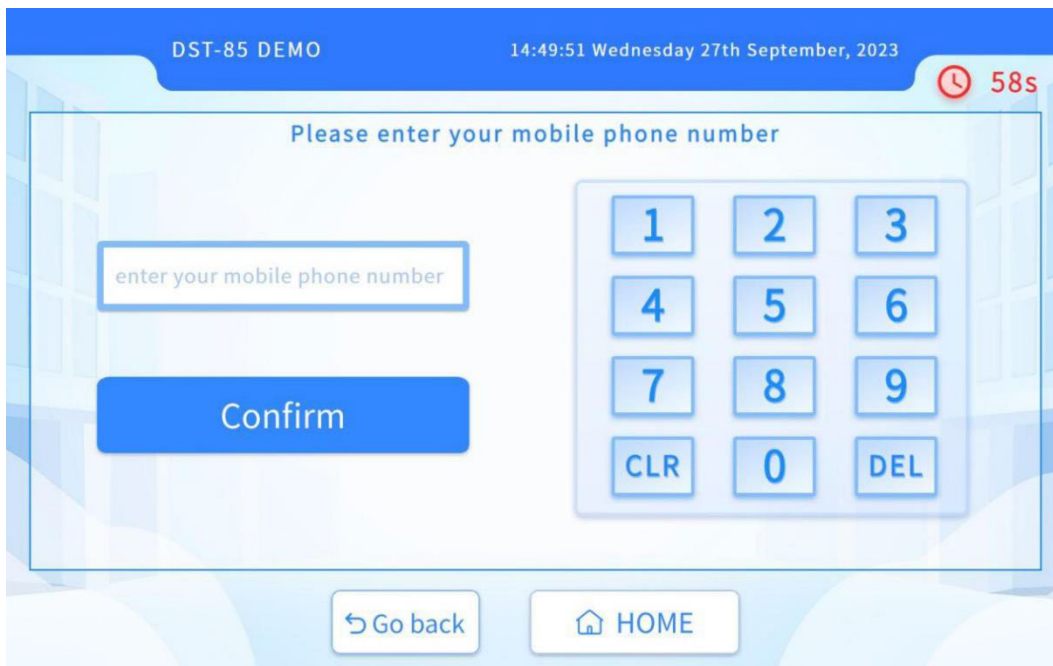 DST-85 DEMO
14:49:51 Wednesday 27th September, 2023
58s
Please enter your mobile phone number
enter your mobile phone number
Confirm
1 2 3
4 5 6
7 8 9
CLR 0 DEL
Go back
HOME